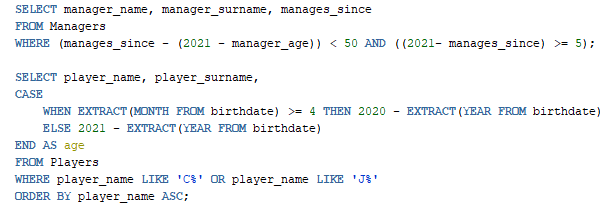 SELECT manager_name, manager_surname, manages_since
FROM Managers
WHERE (manages_since - (2021 - manager_age)) < 50 AND ((2021- manages_since) >= 5);
SELECT player_name, player_surname,
CASE
WHEN EXTRACT(MONTH FROM birthdate) >= 4 THEN 2020 - EXTRACT(YEAR FROM birthdate)
ELSE 2021 - EXTRACT(YEAR FROM birthdate)
END AS age
FROM Players
WHERE player_name LIKE 'C%' OR player_name LIKE 'J%'
ORDER BY player_name ASC;